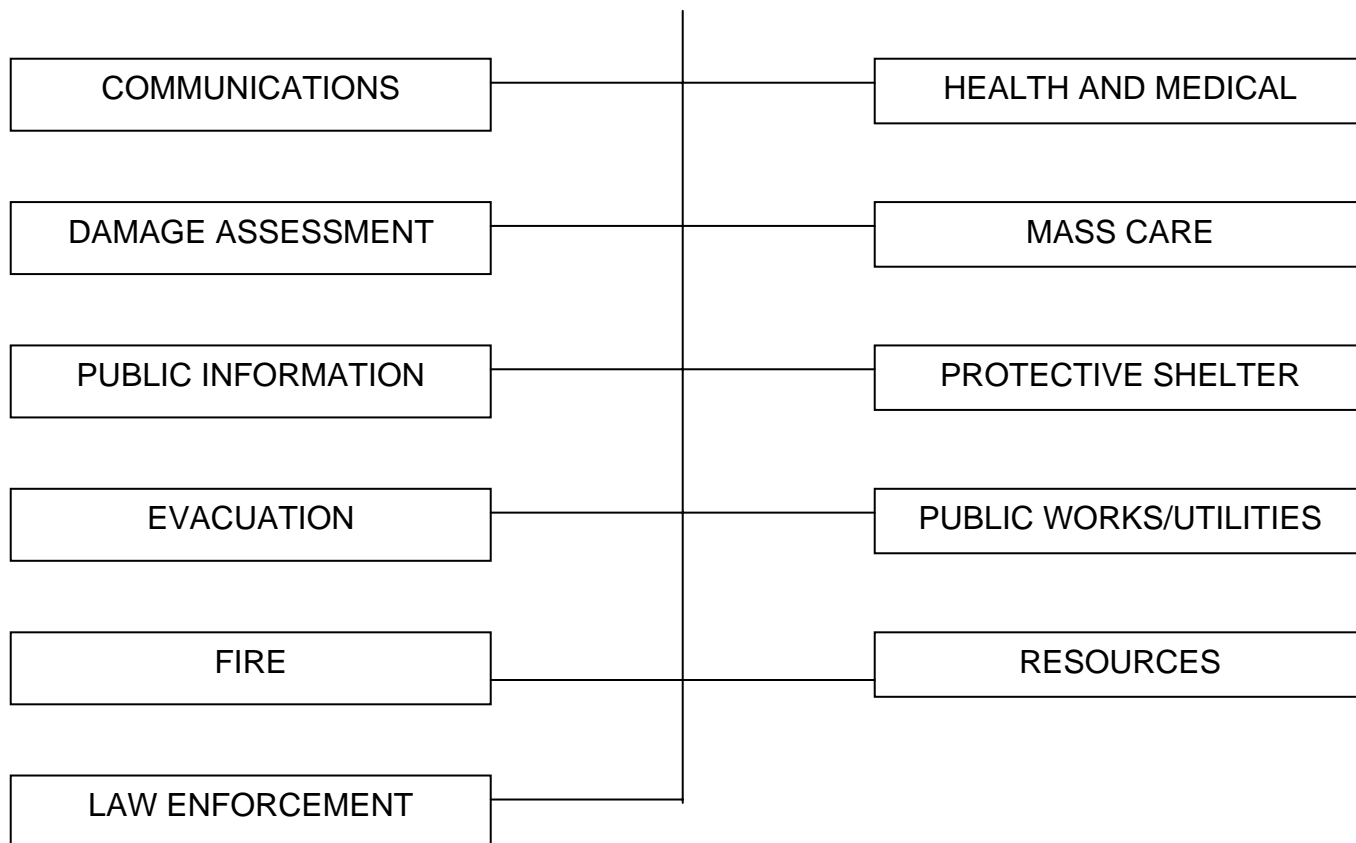 COMMUNICATIONS
HEALTH AND MEDICAL
DAMAGE ASSESSMENT
MASS CARE
PUBLIC INFORMATION
PROTECTIVE SHELTER
EVACUATION
PUBLIC WORKS/UTILITIES
FIRE
RESOURCES
LAW ENFORCEMENT